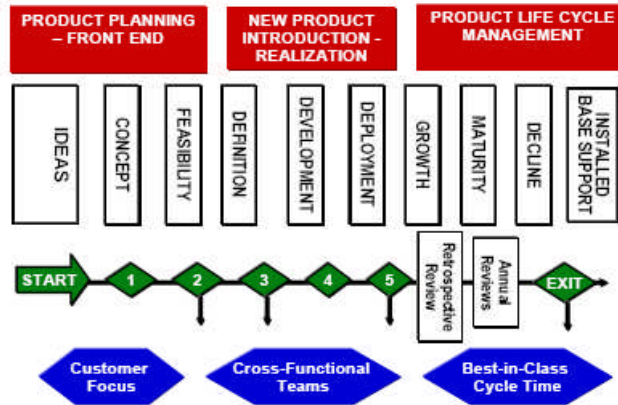 PRODUCT PLANNING
– FRONT END
NEW PRODUCT
INTRODUCTION -
REALIZATION
PRODUCT LIFE CYCLE
MANAGEMENT
IDEAS
CONCEPT
FEASIBILITY
DEFINITION
DEVELOPMENT
DEPLOYMENT
GROWTH
MATURITY
DECLINE
INSTALLED
BASE SUPPORT
START
1
2
3
4
5
Retrospective
Review
Annual
Reviews
EXIT
Customer
Focus
Cross-Functional
Teams
Best-in-Class
Cycle Time